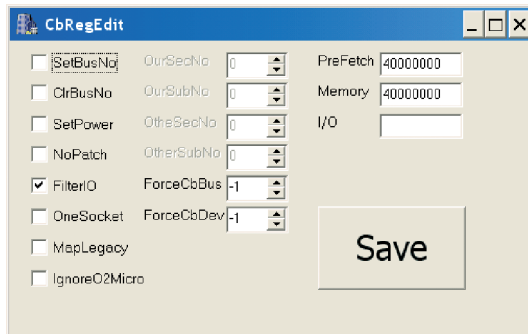 CbRegEdit
SetBusNo OurSecNo 0 PreFetch 40000000
ClrBusNo OurSubNo 0 Memory 40000000
SetPower OtheSecNo 0 I/O
NoPatch OtherSubNo 0
FilterIO ForceCbBus -1
OneSocket ForceCbDev -1
MapLegacy
IgnoreO2Micro
Save